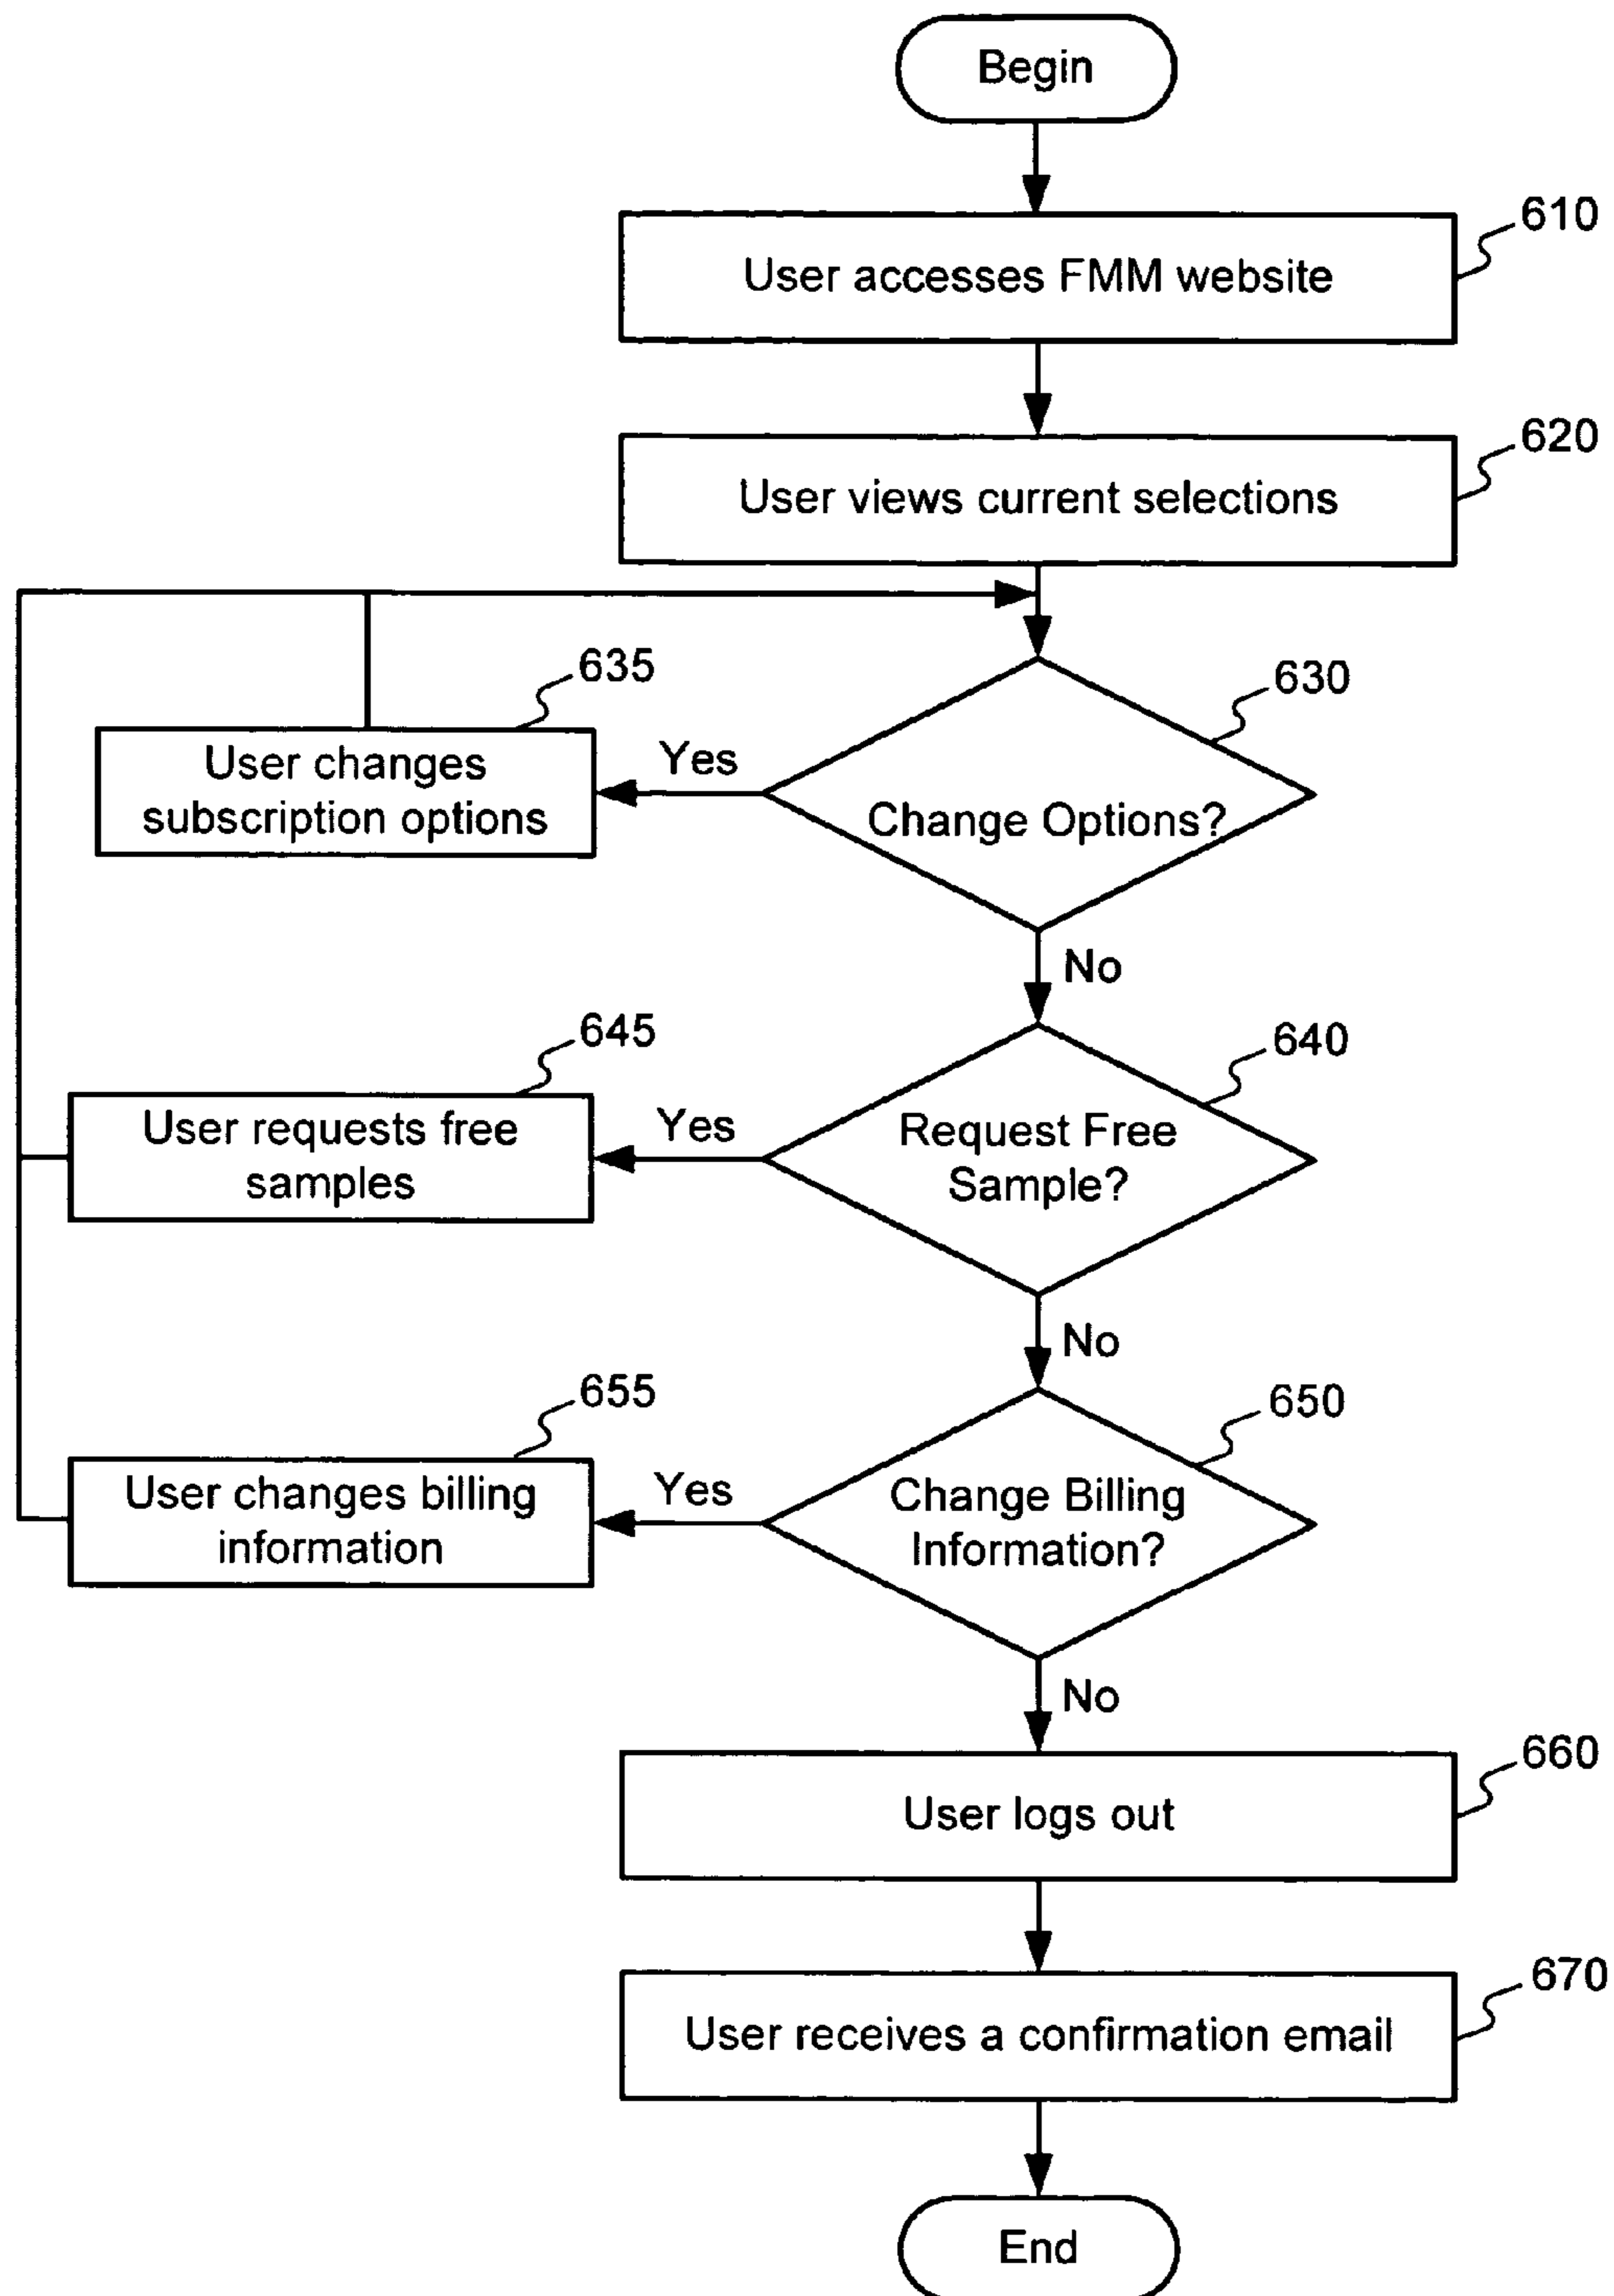 Begin
610
User accesses FMM website
620
User views current selections
635
630
User changes
subscription options
Yes
Change Options?
No
645
640
User requests free
samples
Yes
Request Free
Sample?
No
655
650
User changes billing
information
Yes
Change Billing
Information?
No
660
User logs out
670
User receives a confirmation email
End